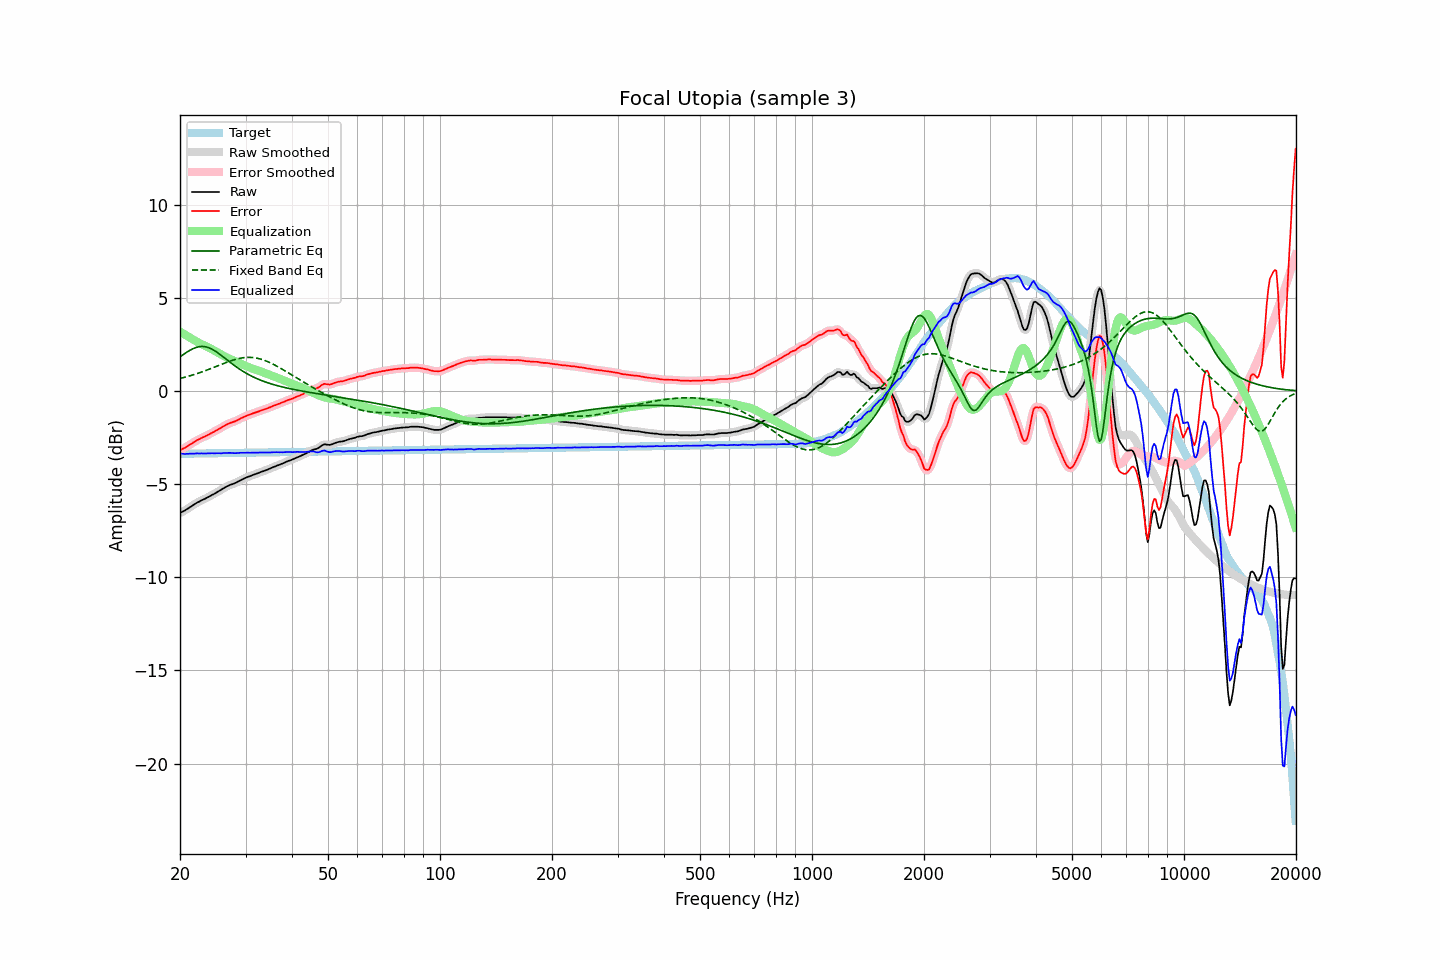 Focal Utopia (sample 3)
Target
Raw Smoothed
Error Smoothed
Raw
Error
Equalization
Parametric Eq
Fixed Band Eq
Equalized
Amplitude (dBr)
10
5
0
−5
−10
−15
−20
20
50
100
200
500
1000
2000
5000
10000
20000
Frequency (Hz)